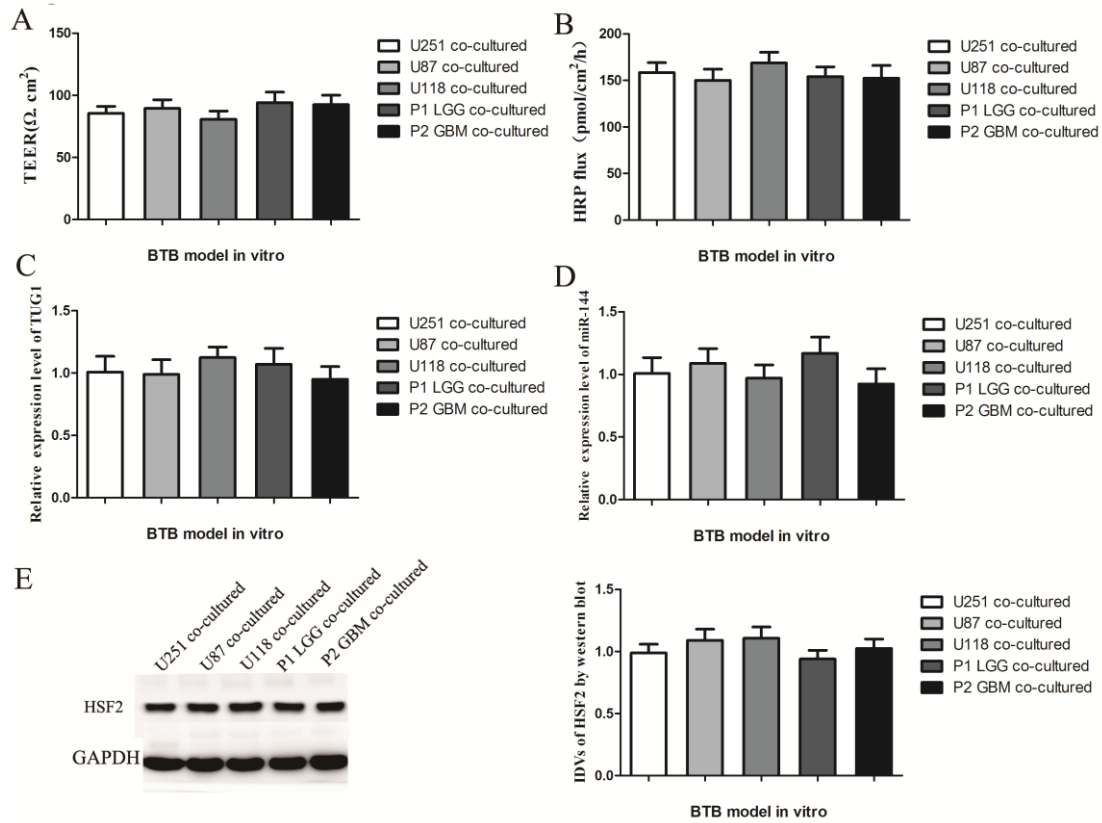 A
TEER(Ω. cm²)
150
100
50
0
BTB model in vitro
U251 co-cultured
U87 co-cultured
U118 co-cultured
P1 LGG co-cultured
P2 GBM co-cultured
B
HRP flux（pmol/cm²/h）
200
150
100
50
0
BTB model in vitro
U251 co-cultured
U87 co-cultured
U118 co-cultured
P1 LGG co-cultured
P2 GBM co-cultured
C
Relative expression level of TUG1
1.5
1.0
0.5
0.0
BTB model in vitro
U251 co-cultured
U87 co-cultured
U118 co-cultured
P1 LGG co-cultured
P2 GBM co-cultured
D
Relative expression level of miR-144
1.5
1.0
0.5
0.0
BTB model in vitro
U251 co-cultured
U87 co-cultured
U118 co-cultured
P1 LGG co-cultured
P2 GBM co-cultured
E
U251 co-cultured
U87 co-cultured
U118 co-cultured
P1 LGG co-cultured
P2 GBM co-cultured
HSF2
GAPDH
IDVs of HSF2 by western blot
1.5
1.0
0.5
0.0
BTB model in vitro
U251 co-cultured
U87 co-cultured
U118 co-cultured
P1 LGG co-cultured
P2 GBM co-cultured